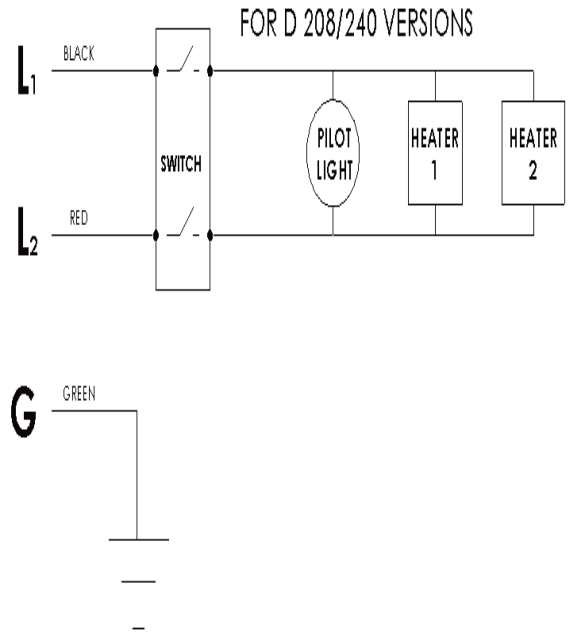 FOR D 208/240 VERSIONS
L1
BLACK
SWITCH
PILOT
LIGHT
HEATER
1
HEATER
2
L2
RED
G
GREEN